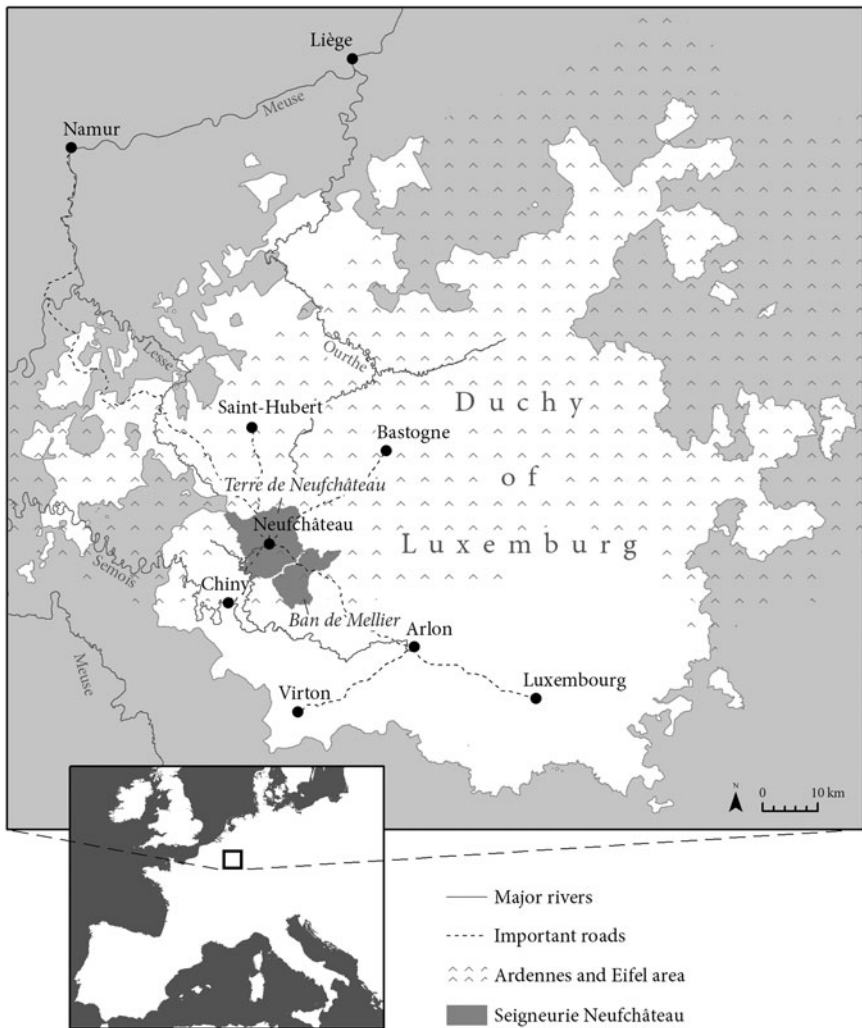 Liège
Meuse
Namur
Lesse
Ourthe
Duchy
Saint-Hubert
Bastogne
of
Terre de Neufchâteau
Neufchâteau
Luxemburg
Semois
Chiny
Ban de Mellier
Arlon
Meuse
Luxembourg
Virton
N
0 10 km
Major rivers
Important roads
Ardennes and Eifel area
Seigneurie Neufchâteau